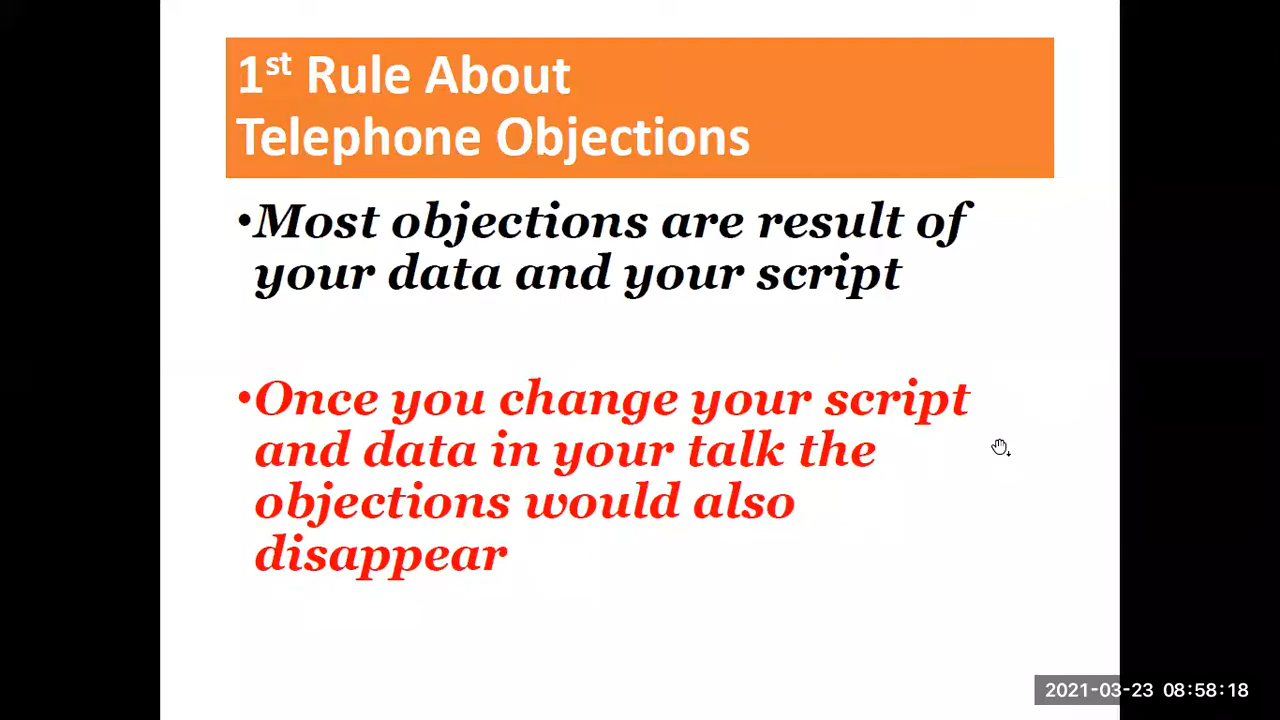 1st Rule About
Telephone Objections
•Most objections are result of
your data and your script
•Once you change your script
and data in your talk the
objections would also
disappear
2021-03-23 08:58:18